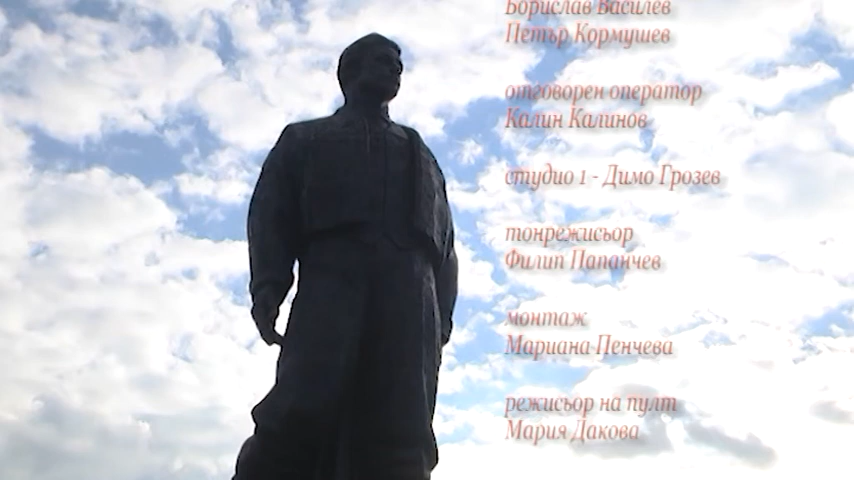 Борислав Василев
Петър Кормушев
отговорен оператор
Калин Калинов
студио 1 - Димо Грозев
тонрежисьор
Филип Папанчев
монтаж
Мариана Пенчева
режисьор на пулт
Мария Дакова